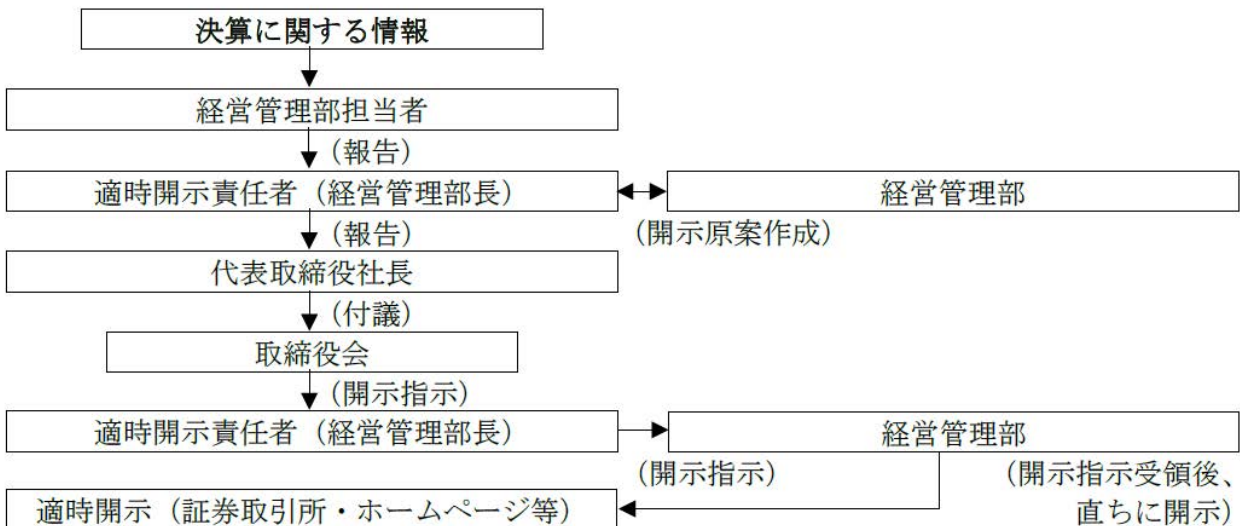 決算に関する情報
経営管理部担当者
（報告）
適時開示責任者（経営管理部長）
経営管理部
（報告）
（開示原案作成）
代表取締役社長
（付議）
取締役会
（開示指示）
適時開示責任者（経営管理部長）
経営管理部
（開示指示）
（開示指示受領後、
直ちに開示）
適時開示（証券取引所・ホームページ等）